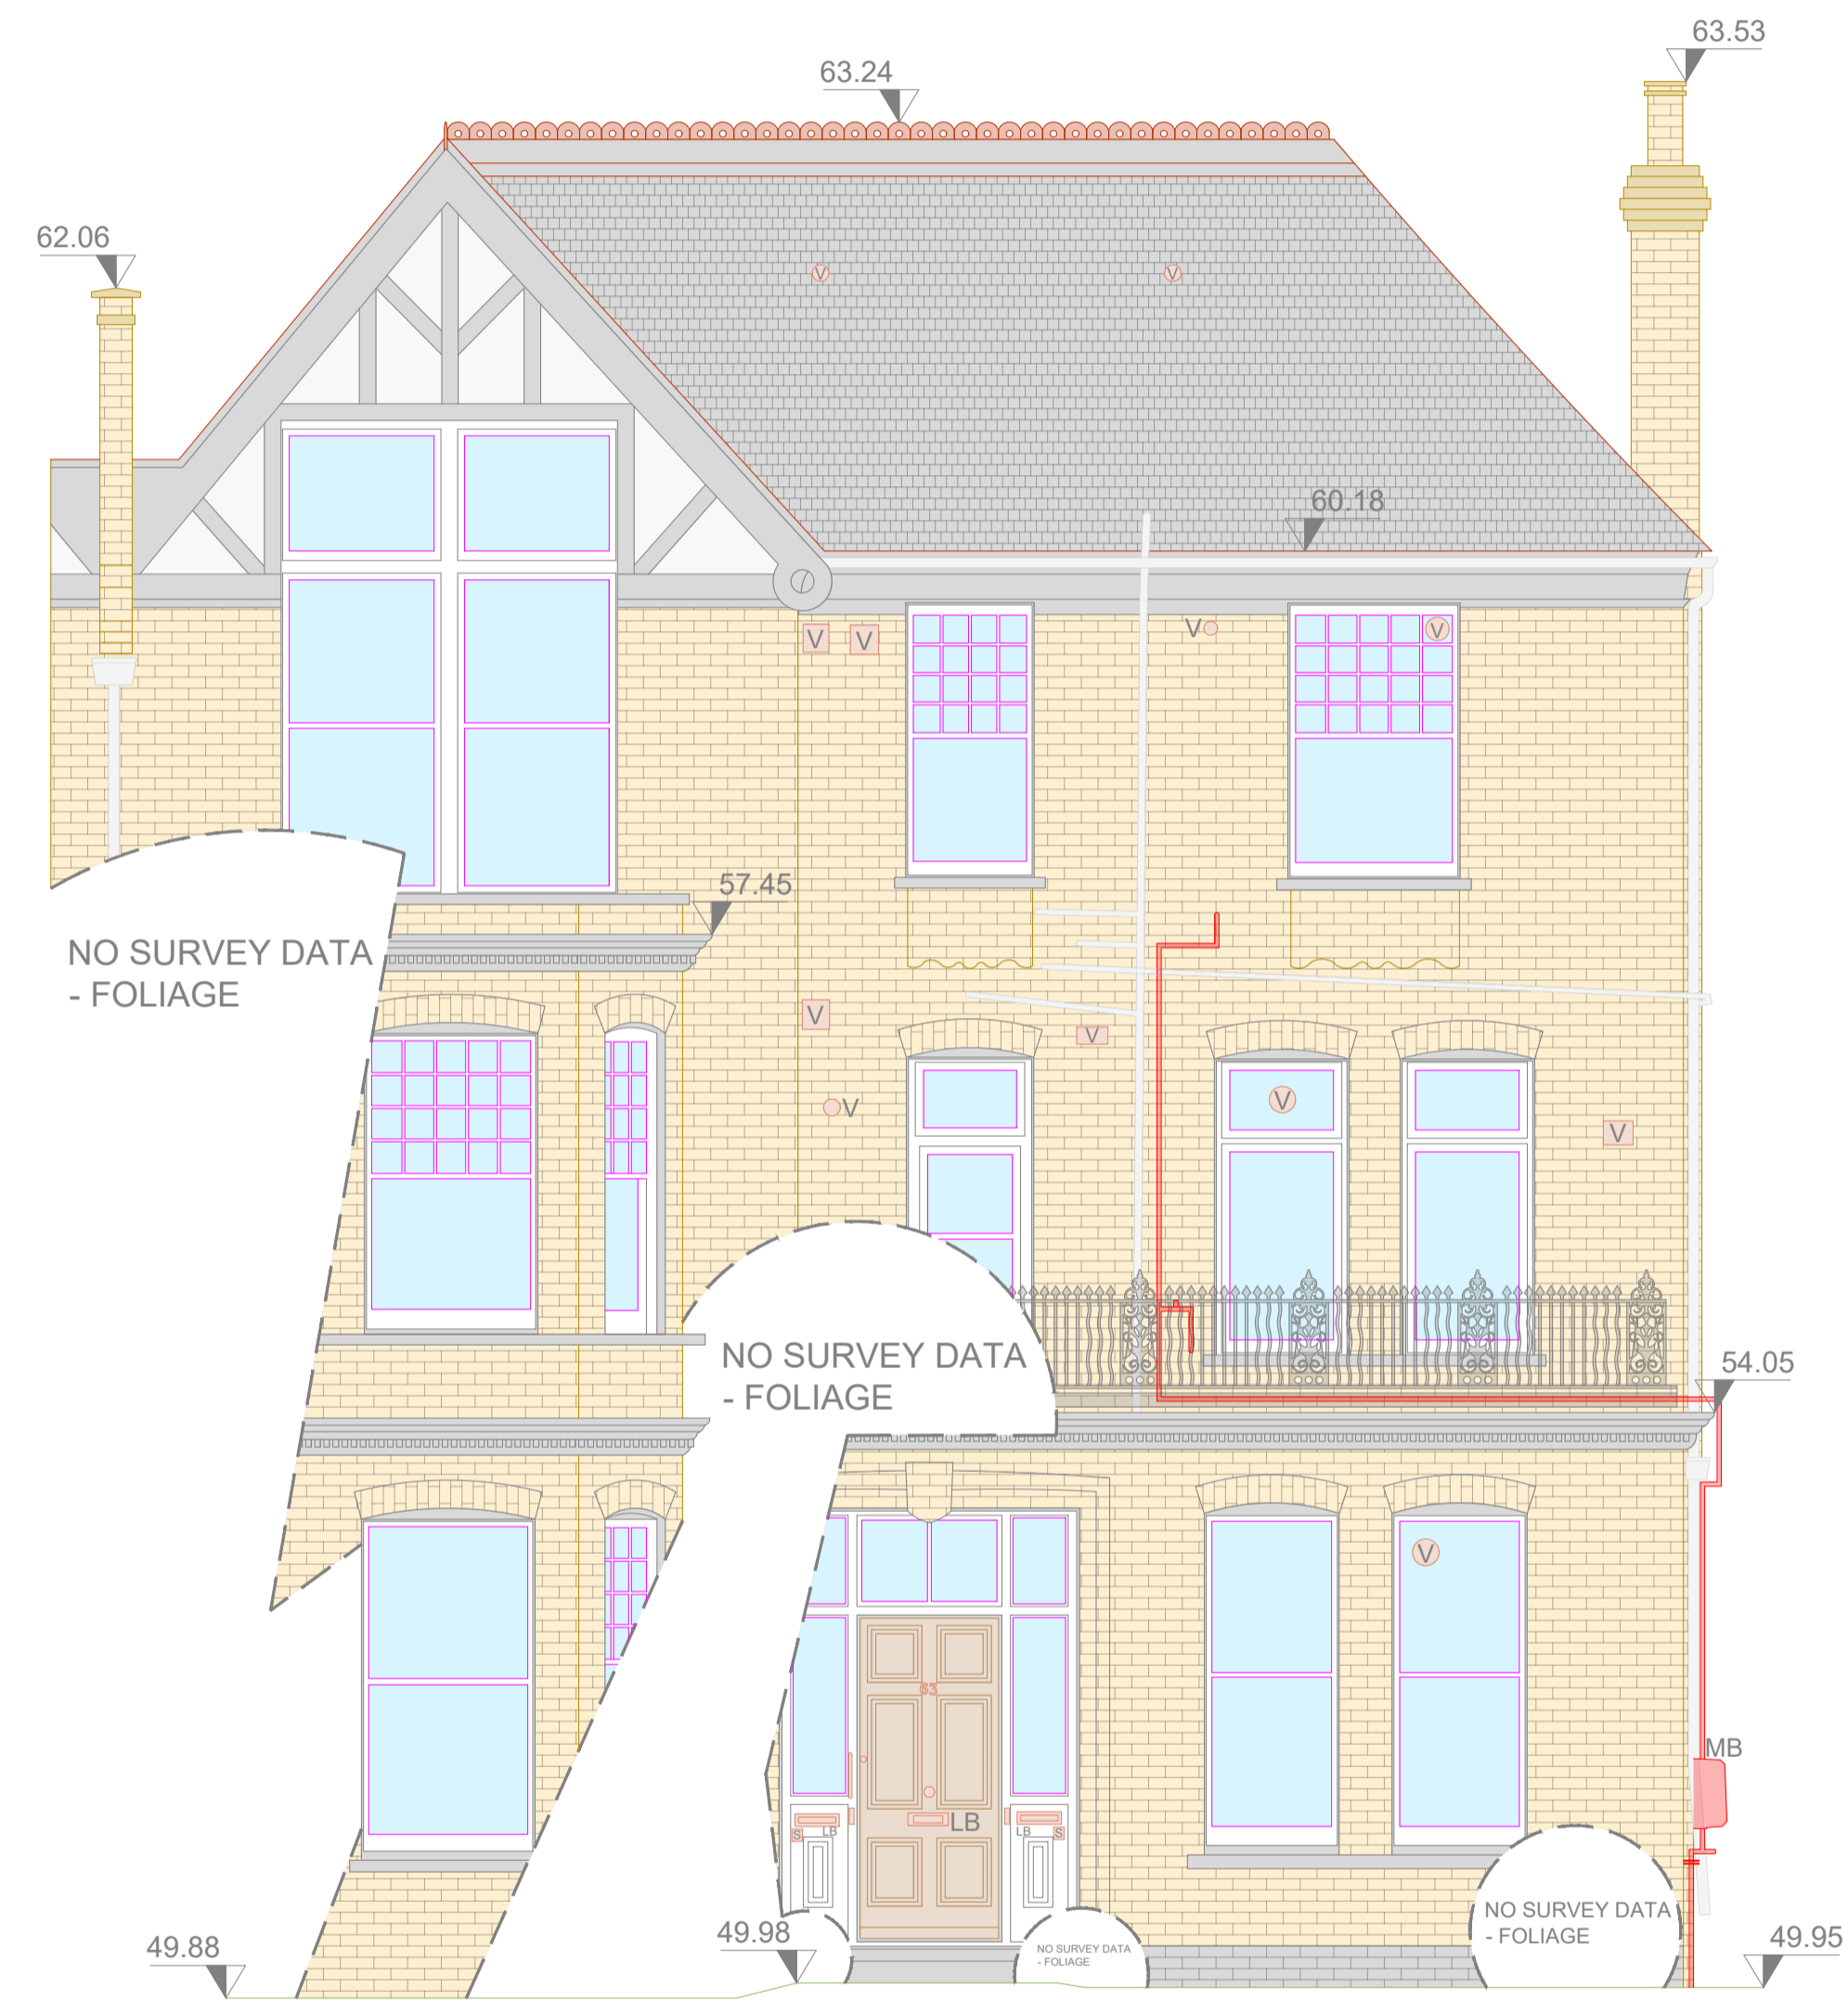 63.53
63.24
62.06
V V
60.18
V V V V
57.45
NO SURVEY DATA
- FOLIAGE
V V
V V
V
NO SURVEY DATA
- FOLIAGE
54.05
V
63
MB
LB
S LB
LB S
NO SURVEY DATA
- FOLIAGE
49.98
49.88
49.95
NO SURVEY DATA
- FOLIAGE